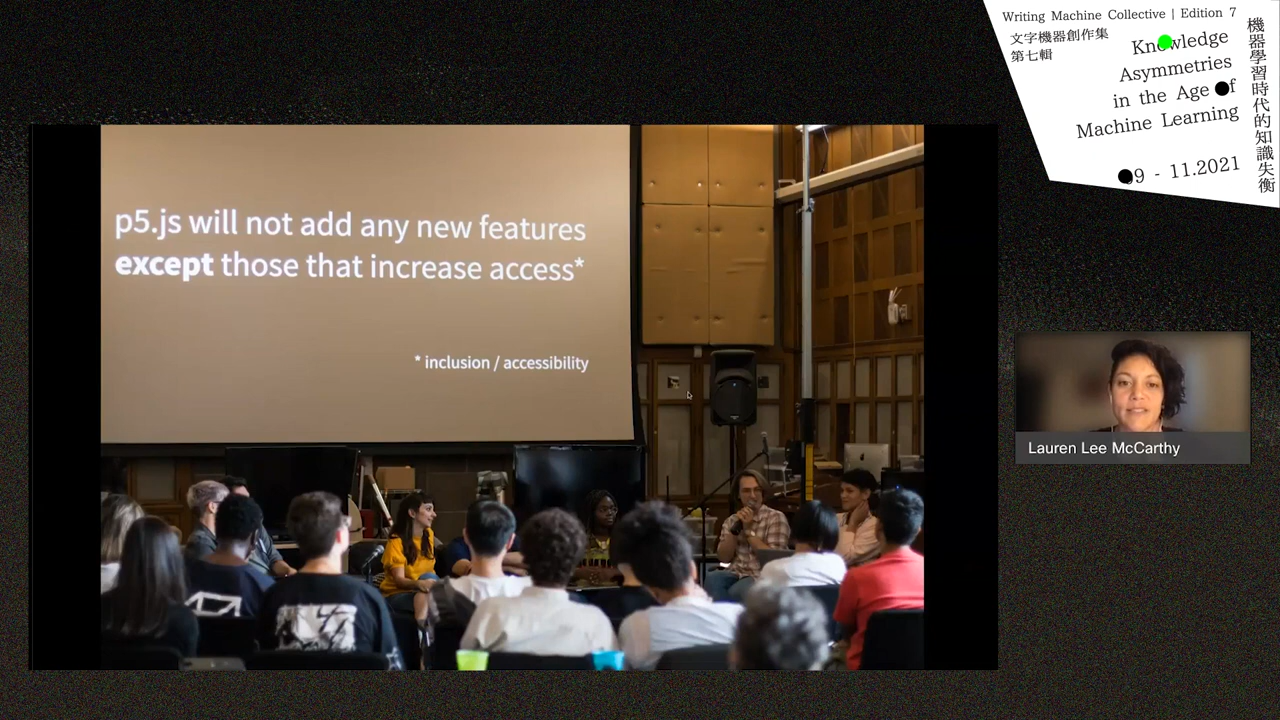 Writing Machine Collective | Edition 7
文字機器創作集
第七輯
Knowledge
Asymmetries
in the Age of
Machine Learning
09 - 11.2021
機器學習時代的知識失衡
p5.js will not add any new features
except those that increase access*
* inclusion / accessibility
Lauren Lee McCarthy